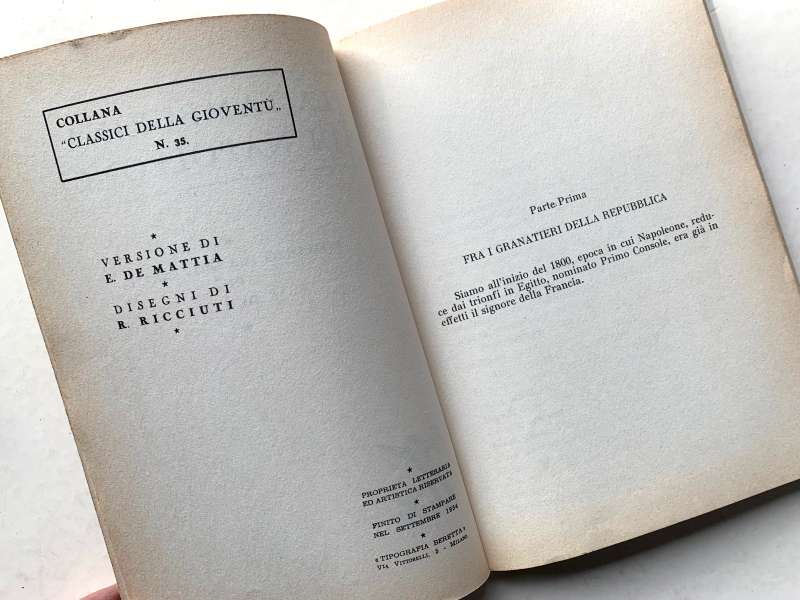 COLLANA
"CLASSICI DELLA GIOVENTÙ„
N. 35.
*
VERSIONE DI
E. DE MATTIA
*
DISEGNI DI
R. RICCIUTI
*
*
PROPRIETA LETTERARIA
ED ARTISTICA RISERVATA
*
FINITO DI STAMPARE
NEL SETTEMBRE 1954
*
« TIPOGRAFIA BERETTA »
VIA VITTORELLI, 2 - MILANO
Parte Prima
FRA I GRANATIERI DELLA REPUBBLICA
Siamo all'inizio del 1800, epoca in cui Napoleone, redu-
ce dai trionfi in Egitto, nominato Primo Console, era già in
effetti il signore della Francia.